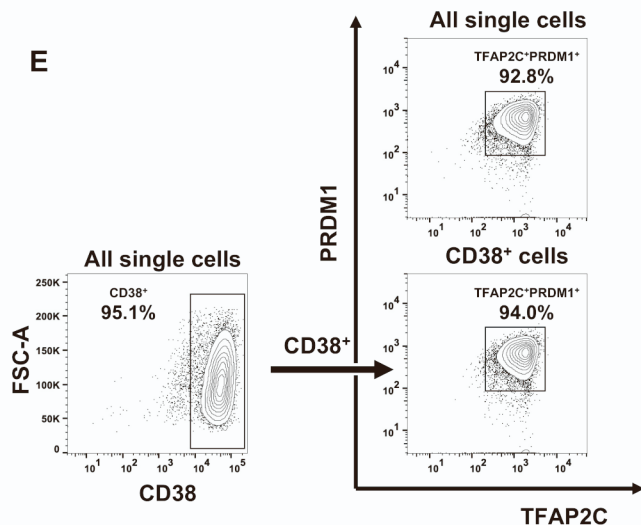 E
All single cells
TFAP2C⁺PRDM1⁺
92.8%
10⁴
10³
10²
10¹
10¹ 10² 10³ 10⁴
PRDM1
CD38⁺ cells
TFAP2C⁺PRDM1⁺
94.0%
10⁴
10³
10²
10¹
10¹ 10² 10³ 10⁴
TFAP2C
All single cells
CD38⁺
95.1%
250K
200K
150K
100K
50K
0
FSC-A
10¹ 10² 10³ 10⁴ 10⁵
CD38
CD38⁺